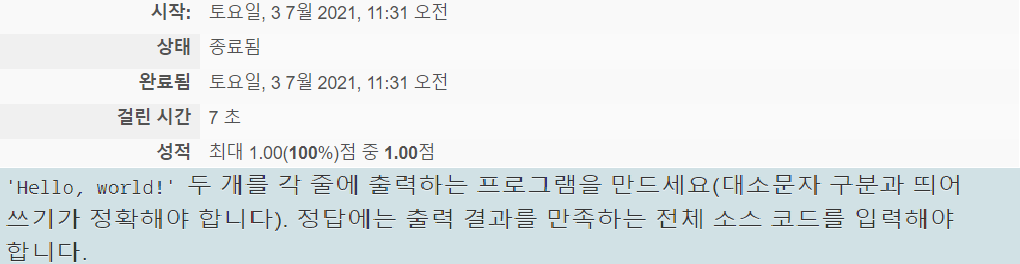 시작: 토요일, 3 7월 2021, 11:31 오전
상태 종료됨
완료됨 토요일, 3 7월 2021, 11:31 오전
걸린 시간 7 초
성적 최대 1.00(100%)점 중 1.00점
'Hello, world!' 두 개를 각 줄에 출력하는 프로그램을 만드세요(대소문자 구분과 띄어
쓰기가 정확해야 합니다). 정답에는 출력 결과를 만족하는 전체 소스 코드를 입력해야
합니다.